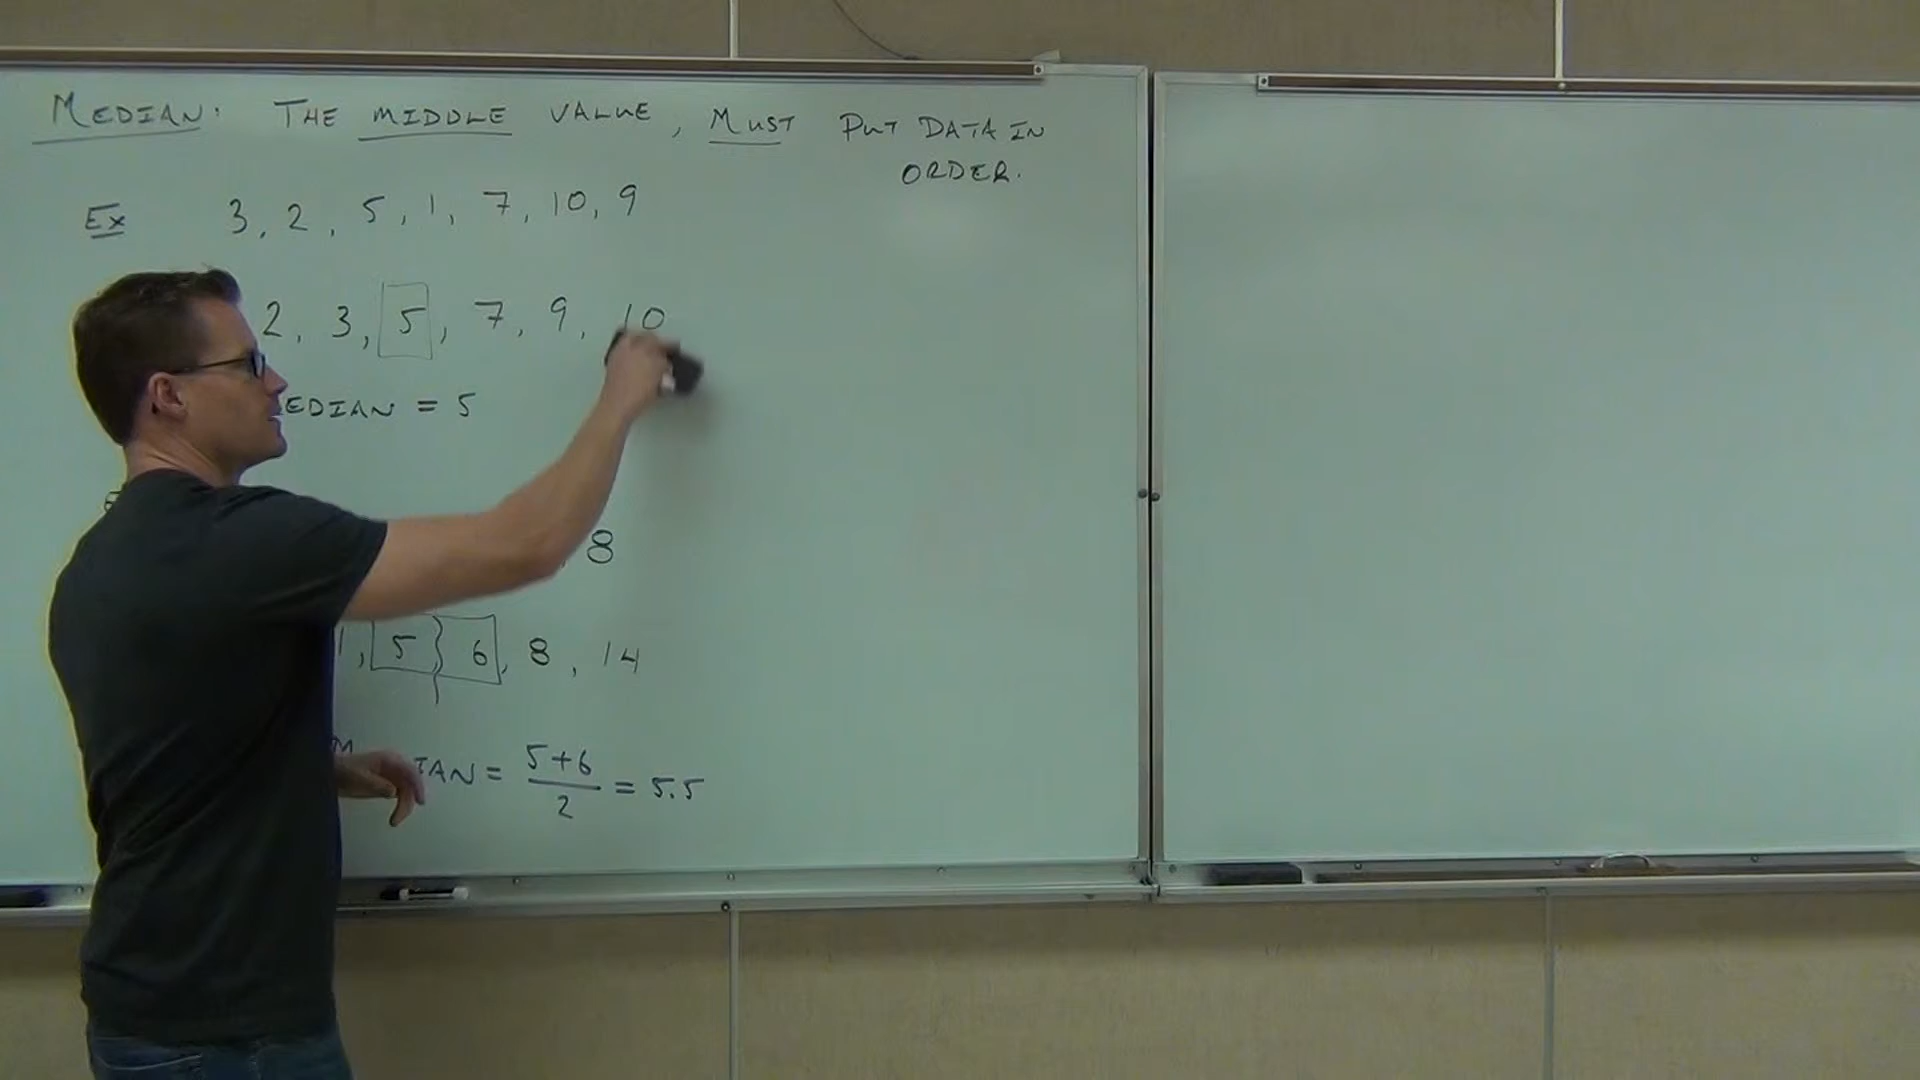 MEDIAN: THE MIDDLE VALUE, MUST PUT DATA IN
ORDER.
Ex 3, 2, 5, 1, 7, 10, 9
2, 3, 5, 7, 9, 10
EDIAN = 5
8
1, 5, 6, 8, 14
IAN = 5+6 / 2 = 5.5